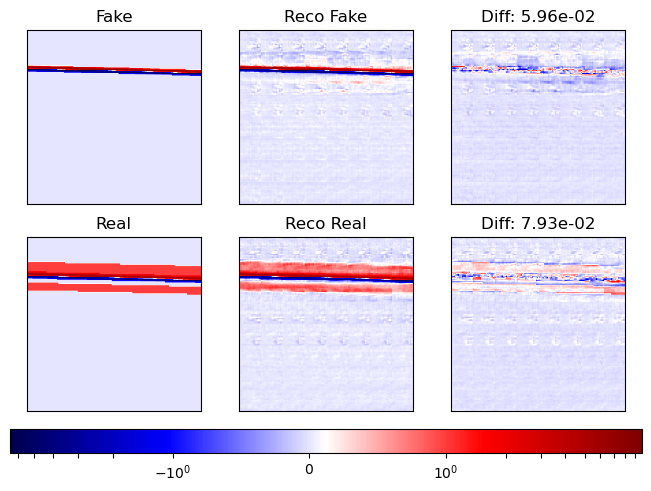 Fake Reco Fake Diff: 5.96e-02
Real Reco Real Diff: 7.93e-02
−10⁰ 0 10⁰